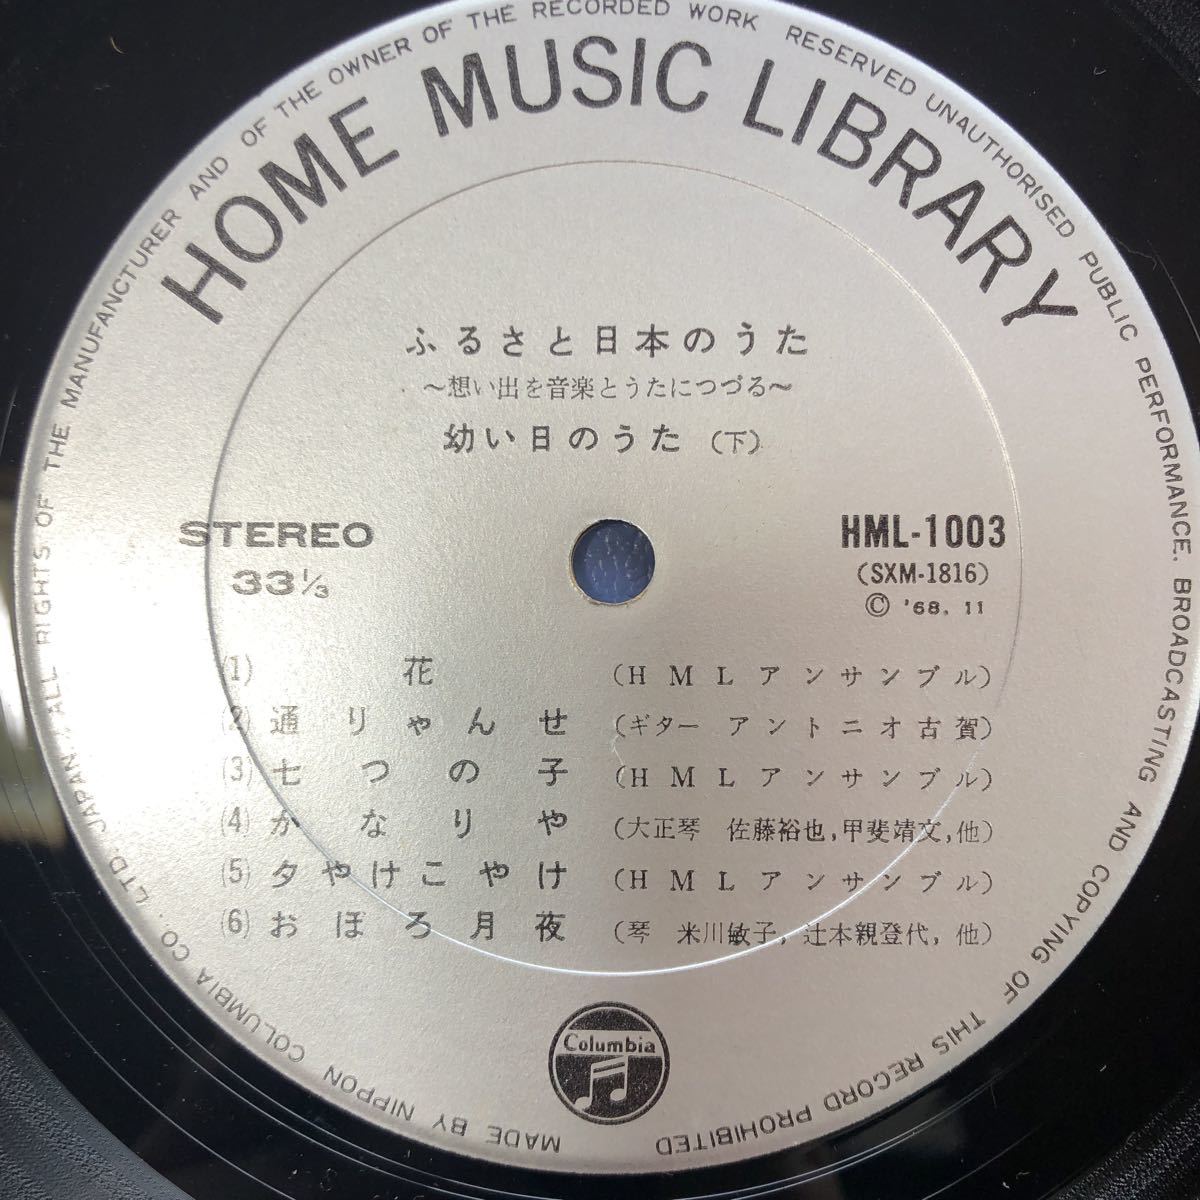 ALL RIGHTS OF THE MANUFANCTURER AND OF THE OWNER OF THE RECORDED WORK RESERVED UNAUTHORISED PUBLIC PERFORMANCE. BROADCASTING AND COPYING OF THIS RECORD PROHIBITED
HOME MUSIC LIBRARY
ふるさと日本のうた
～想い出を音楽とうたにつづる～
幼い日のうた (下)
STEREO
33⅓
HML-1003
(SXM-1816)
© '68. 11
(1) 花 (HMLアンサンブル)
(2) 通りゃんせ (ギター アントニオ古賀)
(3) 七つの子 (HMLアンサンブル)
(4) かなりや (大正琴 佐藤裕也, 甲斐靖文, 他)
(5) 夕やけこやけ (HMLアンサンブル)
(6) おぼろ月夜 (琴 米川敏子, 辻本親登代, 他)
Columbia
MADE BY NIPPON COLUMBIA CO., LTD. JAPAN.